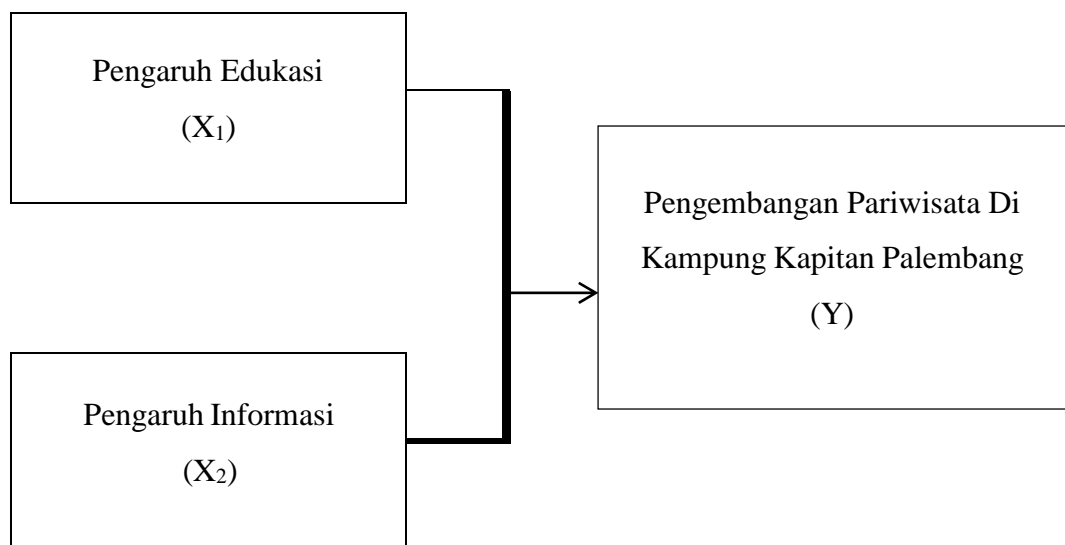 Pengaruh Edukasi
(X₁)
Pengembangan Pariwisata Di
Kampung Kapitan Palembang
(Y)
Pengaruh Informasi
(X₂)